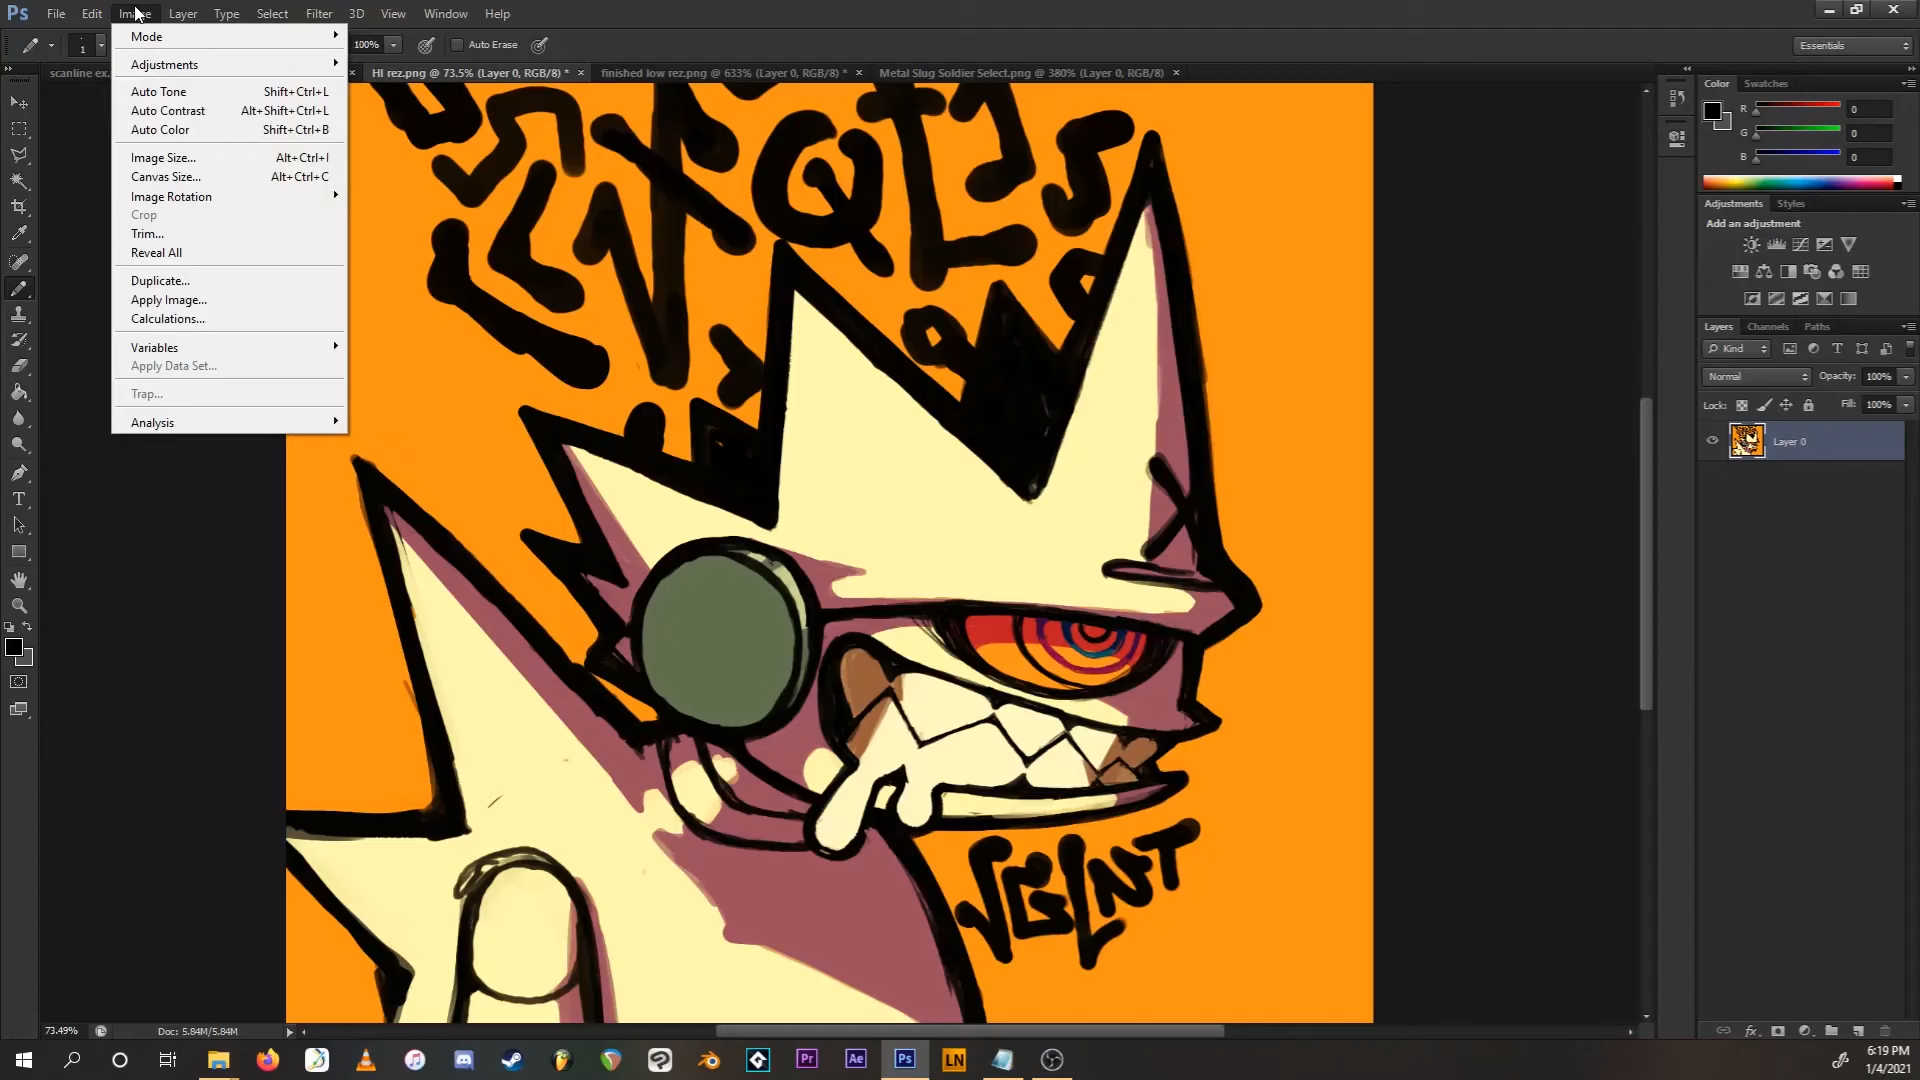 Ps File Edit Image Layer Type Select Filter 3D View Window Help
1 100% Auto Erase Essentials
scanline ex. HI rez.png @ 73.5% (Layer 0, RGB/8) * × finished low rez.png @ 633% (Layer 0, RGB/8) * × Metal Slug Soldier Select.png @ 380% (Layer 0, RGB/8) ×
Mode
Adjustments
Auto Tone Shift+Ctrl+L
Auto Contrast Alt+Shift+Ctrl+L
Auto Color Shift+Ctrl+B
Image Size... Alt+Ctrl+I
Canvas Size... Alt+Ctrl+C
Image Rotation
Crop
Trim...
Reveal All
Duplicate...
Apply Image...
Calculations...
Variables
Apply Data Set...
Trap...
Analysis
Color Swatches
R 0
G 0
B 0
Adjustments Styles
Add an adjustment
Layers Channels Paths
Kind
Normal Opacity: 100%
Lock: Fill: 100%
Layer 0
73.49% Doc: 5.84M/5.84M
Pr Ae Ps LN
6:19 PM
1/4/2021